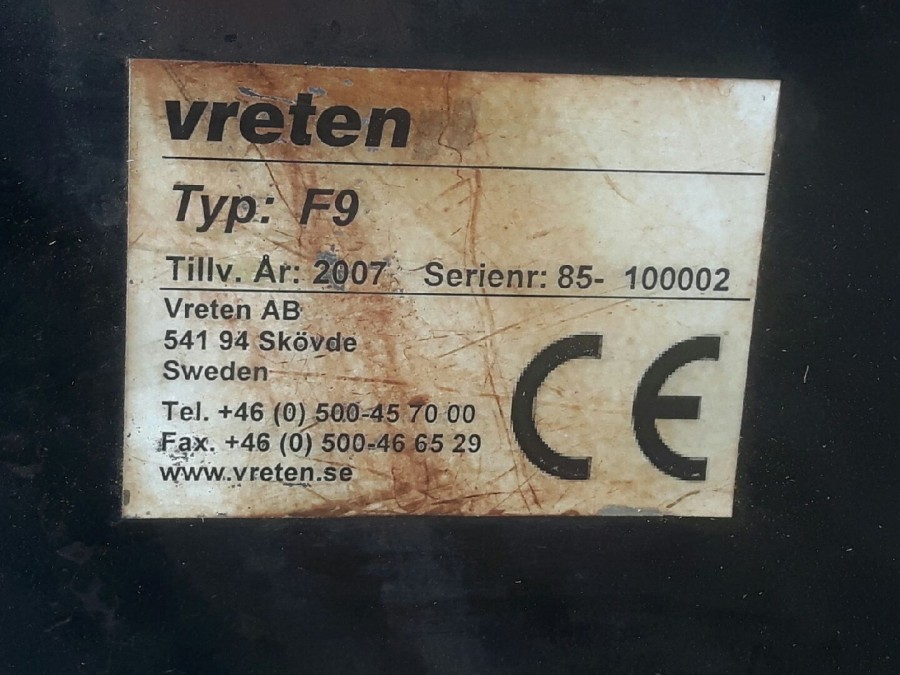 vreten
Typ: F9
Tillv. År: 2007 Serienr: 85- 100002
Vreten AB
541 94 Skövde
Sweden
Tel. +46 (0) 500-45 70 00
Fax. +46 (0) 500-46 65 29
www.vreten.se
CE